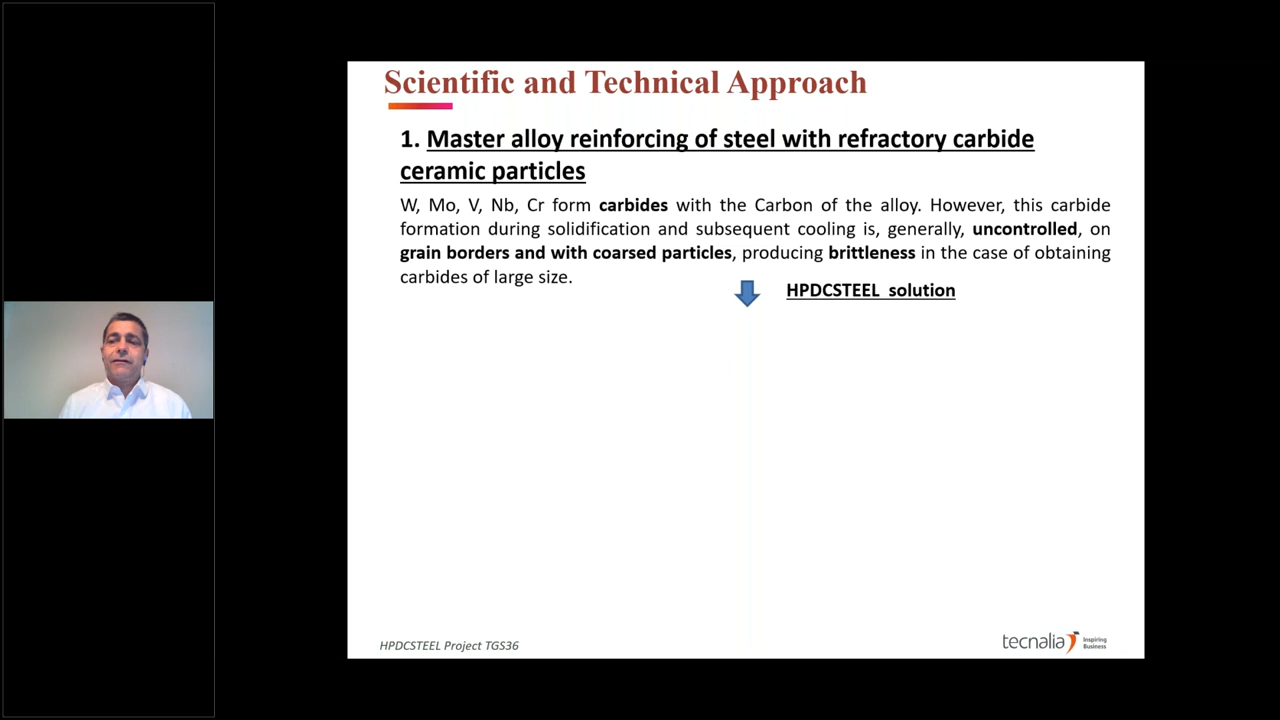 Scientific and Technical Approach
1. Master alloy reinforcing of steel with refractory carbide
ceramic particles
W, Mo, V, Nb, Cr form carbides with the Carbon of the alloy. However, this carbide
formation during solidification and subsequent cooling is, generally, uncontrolled, on
grain borders and with coarsed particles, producing brittleness in the case of obtaining
carbides of large size.
HPDCSTEEL solution
HPDCSTEEL Project TGS36
tecnalia Inspiring
Business